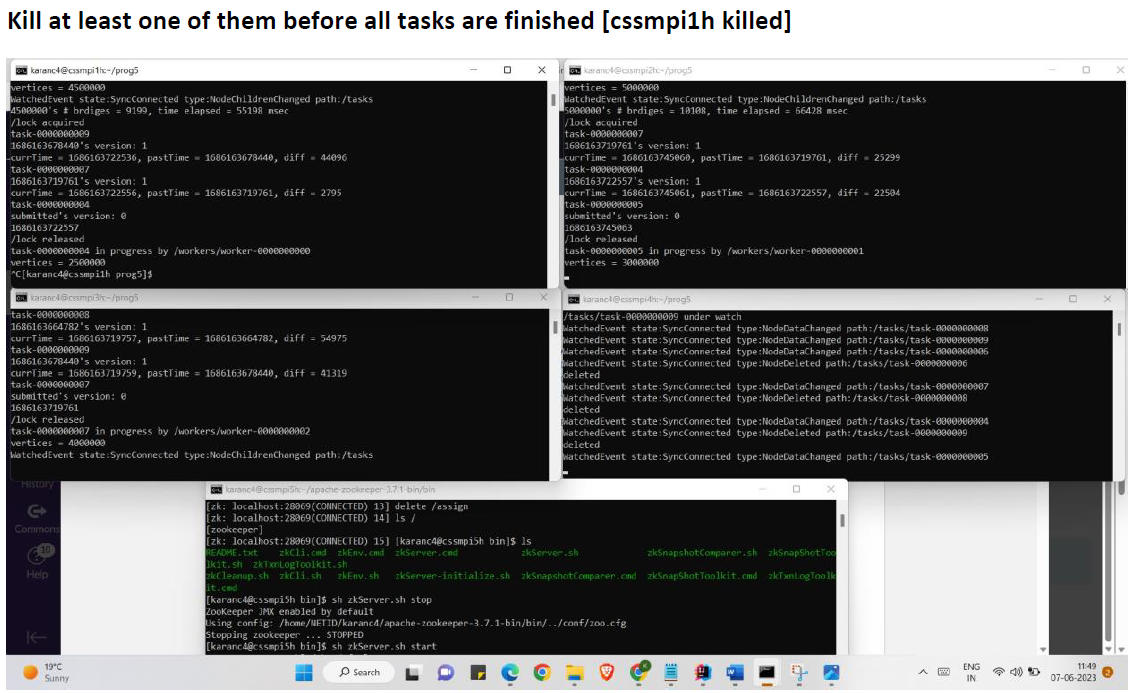 Kill at least one of them before all tasks are finished [cssmpi1h killed]
karanc4@cssmpi1h:~/prog5
vertices = 4500000
WatchedEvent state:SyncConnected type:NodeChildrenChanged path:/tasks
4500000's # brdiges = 9199, time elapsed = 55198 msec
/lock acquired
task-0000000009
1686163678440's version: 1
currTime = 1686163722536, pastTime = 1686163678440, diff = 44096
task-0000000007
1686163719761's version: 1
currTime = 1686163722556, pastTime = 1686163719761, diff = 2795
task-0000000004
submitted's version: 0
1686163722557
/lock released
task-0000000004 in progress by /workers/worker-0000000000
vertices = 2500000
^C[karanc4@cssmpi1h prog5]$
karanc4@cssmpi2h:~/prog5
vertices = 5000000
WatchedEvent state:SyncConnected type:NodeChildrenChanged path:/tasks
5000000's # brdiges = 10108, time elapsed = 66428 msec
/lock acquired
task-0000000007
1686163719761's version: 1
currTime = 1686163745060, pastTime = 1686163719761, diff = 25299
task-0000000004
1686163722557's version: 1
currTime = 1686163745061, pastTime = 1686163722557, diff = 22504
task-0000000005
submitted's version: 0
1686163745063
/lock released
task-0000000005 in progress by /workers/worker-0000000001
vertices = 3000000
karanc4@cssmpi3h:~/prog5
task-0000000008
1686163664782's version: 1
currTime = 1686163719757, pastTime = 1686163664782, diff = 54975
task-0000000009
1686163678440's version: 1
currTime = 1686163719759, pastTime = 1686163678440, diff = 41319
task-0000000007
submitted's version: 0
1686163719761
/lock released
task-0000000007 in progress by /workers/worker-0000000002
vertices = 4000000
WatchedEvent state:SyncConnected type:NodeChildrenChanged path:/tasks
karanc4@cssmpi4h:~/prog5
/tasks/task-0000000009 under watch
WatchedEvent state:SyncConnected type:NodeDataChanged path:/tasks/task-0000000008
WatchedEvent state:SyncConnected type:NodeDataChanged path:/tasks/task-0000000009
WatchedEvent state:SyncConnected type:NodeDataChanged path:/tasks/task-0000000006
WatchedEvent state:SyncConnected type:NodeDeleted path:/tasks/task-0000000006
deleted
WatchedEvent state:SyncConnected type:NodeDataChanged path:/tasks/task-0000000007
WatchedEvent state:SyncConnected type:NodeDeleted path:/tasks/task-0000000008
deleted
WatchedEvent state:SyncConnected type:NodeDataChanged path:/tasks/task-0000000004
WatchedEvent state:SyncConnected type:NodeDeleted path:/tasks/task-0000000009
deleted
WatchedEvent state:SyncConnected type:NodeDataChanged path:/tasks/task-0000000005
History
Commons
10
Help
karanc4@cssmpi5h:~/apache-zookeeper-3.7.1-bin/bin
[zk: localhost:28069(CONNECTED) 13] delete /assign
[zk: localhost:28069(CONNECTED) 14] ls /
[zookeeper]
[zk: localhost:28069(CONNECTED) 15] [karanc4@cssmpi5h bin]$ ls
README.txt zkCli.cmd zkEnv.cmd zkServer.cmd zkServer.sh zkSnapshotComparer.sh zkSnapShotToo
lkit.sh zkTxnLogToolkit.sh
zkCleanup.sh zkCli.sh zkEnv.sh zkServer-initialize.sh zkSnapshotComparer.cmd zkSnapShotToolkit.cmd zkTxnLogToolk
it.cmd
[karanc4@cssmpi5h bin]$ sh zkServer.sh stop
ZooKeeper JMX enabled by default
Using config: /home/NETID/karanc4/apache-zookeeper-3.7.1-bin/bin/../conf/zoo.cfg
Stopping zookeeper ... STOPPED
[karanc4@cssmpi5h bin]$ sh zkServer.sh start
19°C
Sunny
Search
ENG
IN
11:49
07-06-2023
2